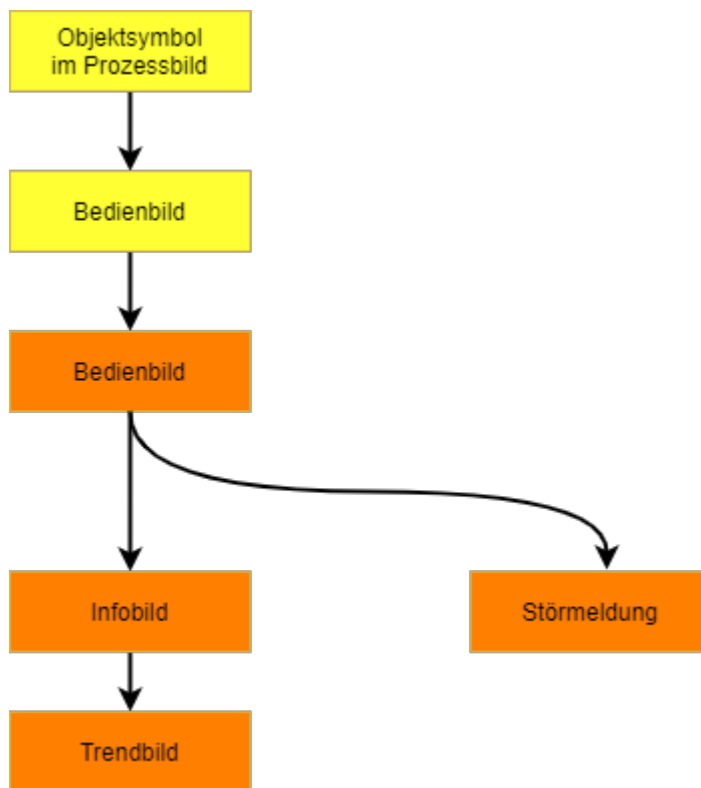 Objektsymbol
im Prozessbild
Bedienbild
Bedienbild
Infobild
Störmeldung
Trendbild